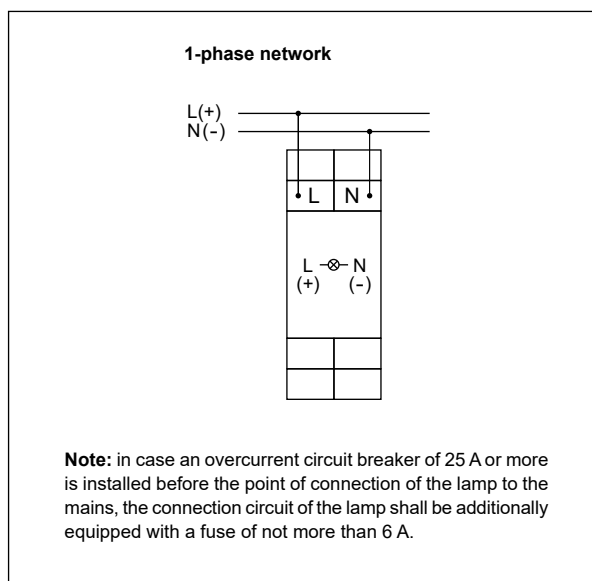 1-phase network
L(+)
N(-)
L N
L N
(+) (-)
Note: in case an overcurrent circuit breaker of 25 A or more
is installed before the point of connection of the lamp to the
mains, the connection circuit of the lamp shall be additionally
equipped with a fuse of not more than 6 A.